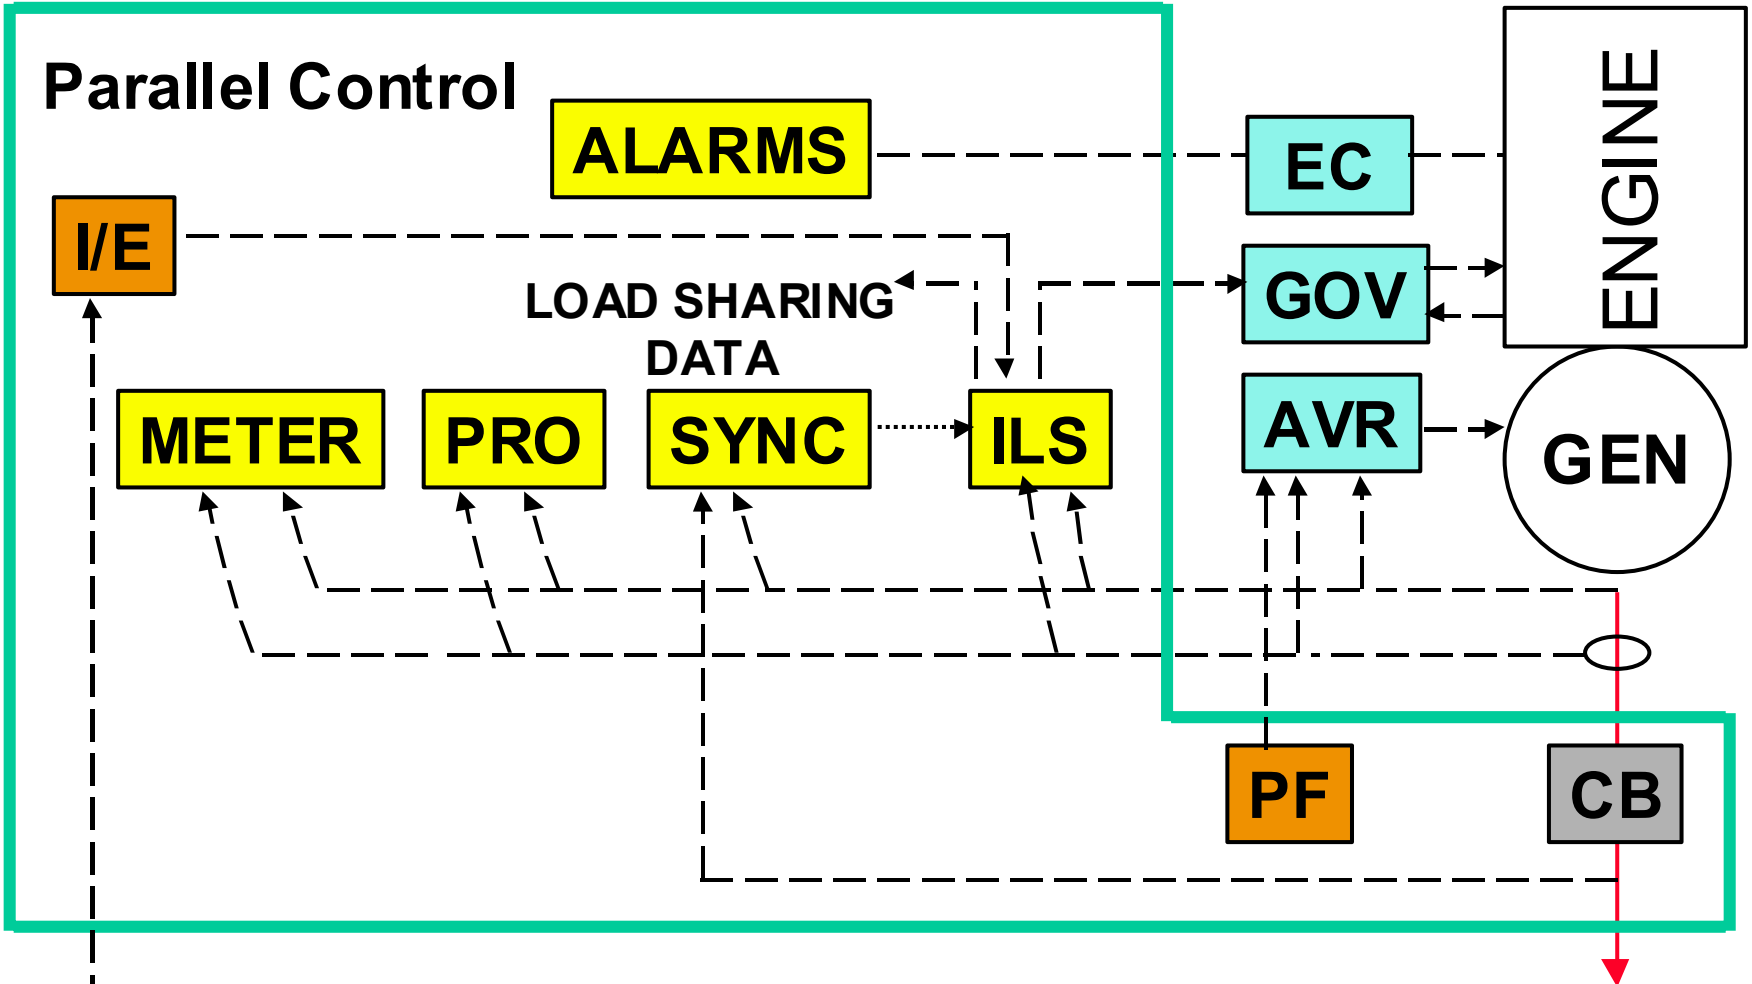 Parallel Control
ALARMS
EC
ENGINE
I/E
LOAD SHARING
DATA
GOV
METER
PRO
SYNC
ILS
AVR
GEN
PF
CB